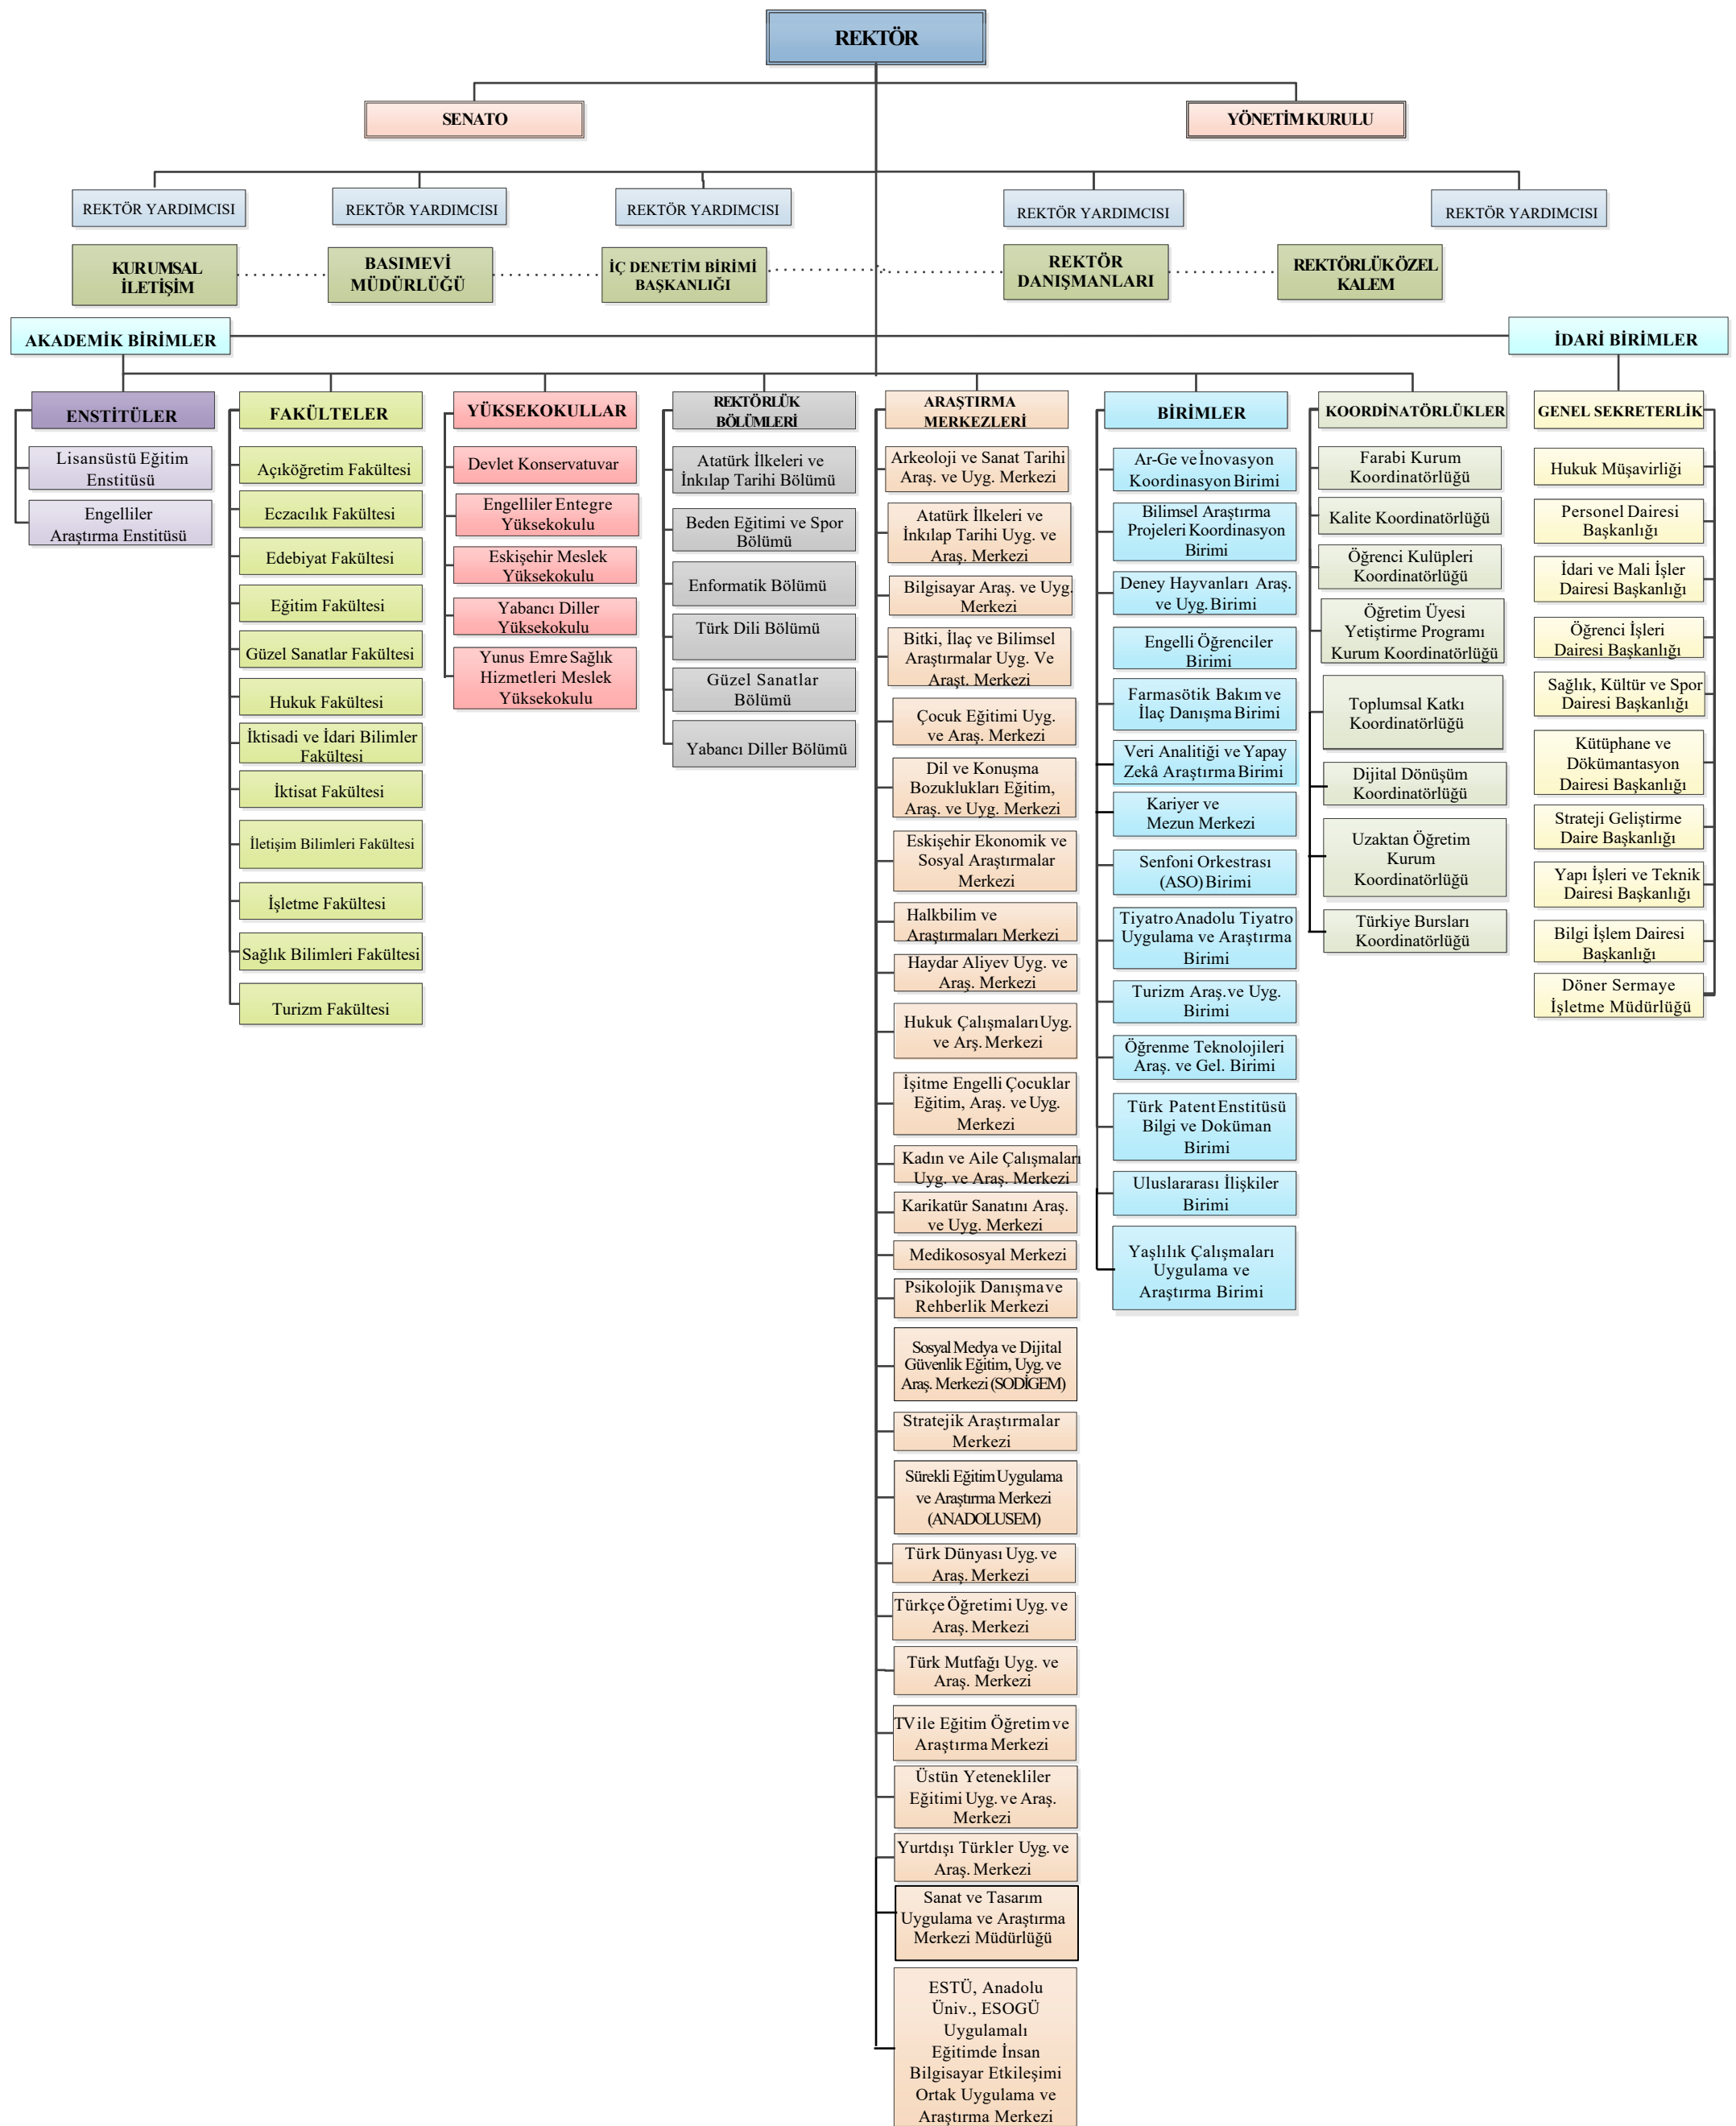 REKTÖR
SENATO
YÖNETİM KURULU
REKTÖR YARDIMCISI
REKTÖR YARDIMCISI
REKTÖR YARDIMCISI
REKTÖR YARDIMCISI
REKTÖR YARDIMCISI
KURUMSAL
İLETİŞİM
BASIMEVİ
MÜDÜRLÜĞÜ
İÇ DENETİM BİRİMİ
BAŞKANLIĞI
REKTÖR
DANIŞMANLARI
REKTÖRLÜK ÖZEL
KALEM
AKADEMİK BİRİMLER
İDARİ BİRİMLER
ENSTİTÜLER
Lisansüstü Eğitim
Enstitüsü
Engelliler
Araştırma Enstitüsü
FAKÜLTELER
Açıköğretim Fakültesi
Eczacılık Fakültesi
Edebiyat Fakültesi
Eğitim Fakültesi
Güzel Sanatlar Fakültesi
Hukuk Fakültesi
İktisadi ve İdari Bilimler
Fakültesi
İktisat Fakültesi
İletişim Bilimleri Fakültesi
İşletme Fakültesi
Sağlık Bilimleri Fakültesi
Turizm Fakültesi
YÜKSEKOKULLAR
Devlet Konservatuvar
Engelliler Entegre
Yüksekokulu
Eskişehir Meslek
Yüksekokulu
Yabancı Diller
Yüksekokulu
Yunus Emre Sağlık
Hizmetleri Meslek
Yüksekokulu
REKTÖRLÜK
BÖLÜMLERİ
Atatürk İlkeleri ve
İnkılap Tarihi Bölümü
Beden Eğitimi ve Spor
Bölümü
Enformatik Bölümü
Türk Dili Bölümü
Güzel Sanatlar
Bölümü
Yabancı Diller Bölümü
ARAŞTIRMA
MERKEZLERİ
Arkeoloji ve Sanat Tarihi
Araş. ve Uyg. Merkezi
Atatürk İlkeleri ve
İnkılap Tarihi Uyg. ve
Araş. Merkezi
Bilgisayar Araş. ve Uyg.
Merkezi
Bitki, İlaç ve Bilimsel
Araştırmalar Uyg. Ve
Araşt. Merkezi
Çocuk Eğitimi Uyg.
ve Araş. Merkezi
Dil ve Konuşma
Bozuklukları Eğitim,
Araş. ve Uyg. Merkezi
Eskişehir Ekonomik ve
Sosyal Araştırmalar
Merkezi
Halkbilim ve
Araştırmaları Merkezi
Haydar Aliyev Uyg. ve
Araş. Merkezi
Hukuk Çalışmaları Uyg.
ve Arş. Merkezi
İşitme Engelli Çocuklar
Eğitim, Araş. ve Uyg.
Merkezi
Kadın ve Aile Çalışmaları
Uyg. ve Araş. Merkezi
Karikatür Sanatını Araş.
ve Uyg. Merkezi
Medikososyal Merkezi
Psikolojik Danışma ve
Rehberlik Merkezi
Sosyal Medya ve Dijital
Güvenlik Eğitim, Uyg. ve
Araş. Merkezi (SODİGEM)
Stratejik Araştırmalar
Merkezi
Sürekli Eğitim Uygulama
ve Araştırma Merkezi
(ANADOLUSEM)
Türk Dünyası Uyg. ve
Araş. Merkezi
Türkçe Öğretimi Uyg. ve
Araş. Merkezi
Türk Mutfağı Uyg. ve
Araş. Merkezi
TV ile Eğitim Öğretim ve
Araştırma Merkezi
Üstün Yetenekliler
Eğitimi Uyg. ve Araş.
Merkezi
Yurtdışı Türkler Uyg. ve
Araş. Merkezi
Sanat ve Tasarım
Uygulama ve Araştırma
Merkezi Müdürlüğü
ESTÜ, Anadolu
Üniv., ESOGÜ
Uygulamalı
Eğitimde İnsan
Bilgisayar Etkileşimi
Ortak Uygulama ve
Araştırma Merkezi
BİRİMLER
Ar-Ge ve İnovasyon
Koordinasyon Birimi
Bilimsel Araştırma
Projeleri Koordinasyon
Birimi
Deney Hayvanları Araş.
ve Uyg. Birimi
Engelli Öğrenciler
Birimi
Farmasötik Bakım ve
İlaç Danışma Birimi
Veri Analitiği ve Yapay
Zekâ Araştırma Birimi
Kariyer ve
Mezun Merkezi
Senfoni Orkestrası
(ASO) Birimi
Tiyatro Anadolu Tiyatro
Uygulama ve Araştırma
Birimi
Turizm Araş. ve Uyg.
Birimi
Öğrenme Teknolojileri
Araş. ve Gel. Birimi
Türk Patent Enstitüsü
Bilgi ve Doküman
Birimi
Uluslararası İlişkiler
Birimi
Yaşlılık Çalışmaları
Uygulama ve
Araştırma Birimi
KOORDİNATÖRLÜKLER
Farabi Kurum
Koordinatörlüğü
Kalite Koordinatörlüğü
Öğrenci Kulüpleri
Koordinatörlüğü
Öğretim Üyesi
Yetiştirme Programı
Kurum Koordinatörlüğü
Toplumsal Katkı
Koordinatörlüğü
Dijital Dönüşüm
Koordinatörlüğü
Uzaktan Öğretim
Kurum
Koordinatörlüğü
Türkiye Bursları
Koordinatörlüğü
GENEL SEKRETERLİK
Hukuk Müşavirliği
Personel Dairesi
Başkanlığı
İdari ve Mali İşler
Dairesi Başkanlığı
Öğrenci İşleri
Dairesi Başkanlığı
Sağlık, Kültür ve Spor
Dairesi Başkanlığı
Kütüphane ve
Dökümantasyon
Dairesi Başkanlığı
Strateji Geliştirme
Daire Başkanlığı
Yapı İşleri ve Teknik
Dairesi Başkanlığı
Bilgi İşlem Dairesi
Başkanlığı
Döner Sermaye
İşletme Müdürlüğü